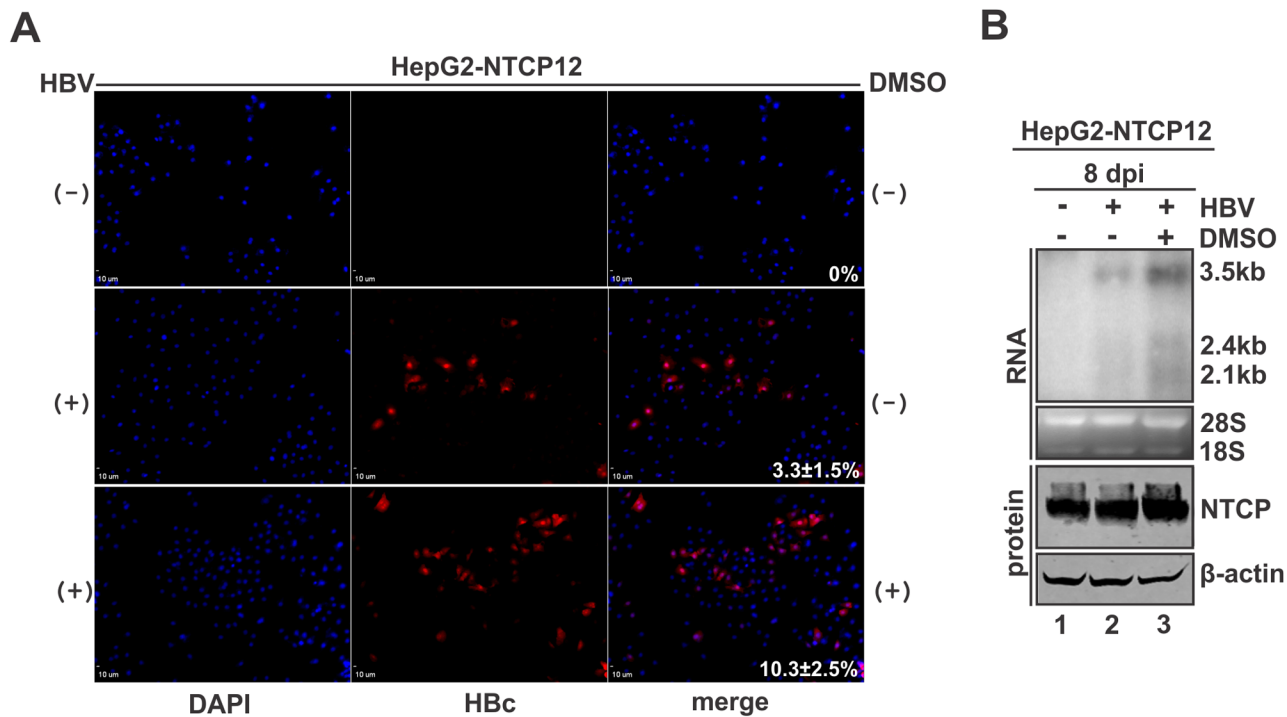 A
HepG2-NTCP12
HBV
DMSO
(-)
(-)
10 um
10 um
0%
(+)
(-)
10 um
10 um
10 um
3.3±1.5%
(+)
(+)
10 um
10 um
10 um
10.3±2.5%
DAPI
HBc
merge
B
HepG2-NTCP12
8 dpi
- + + HBV
- - + DMSO
RNA
3.5kb
2.4kb
2.1kb
28S
18S
protein
NTCP
β-actin
1 2 3